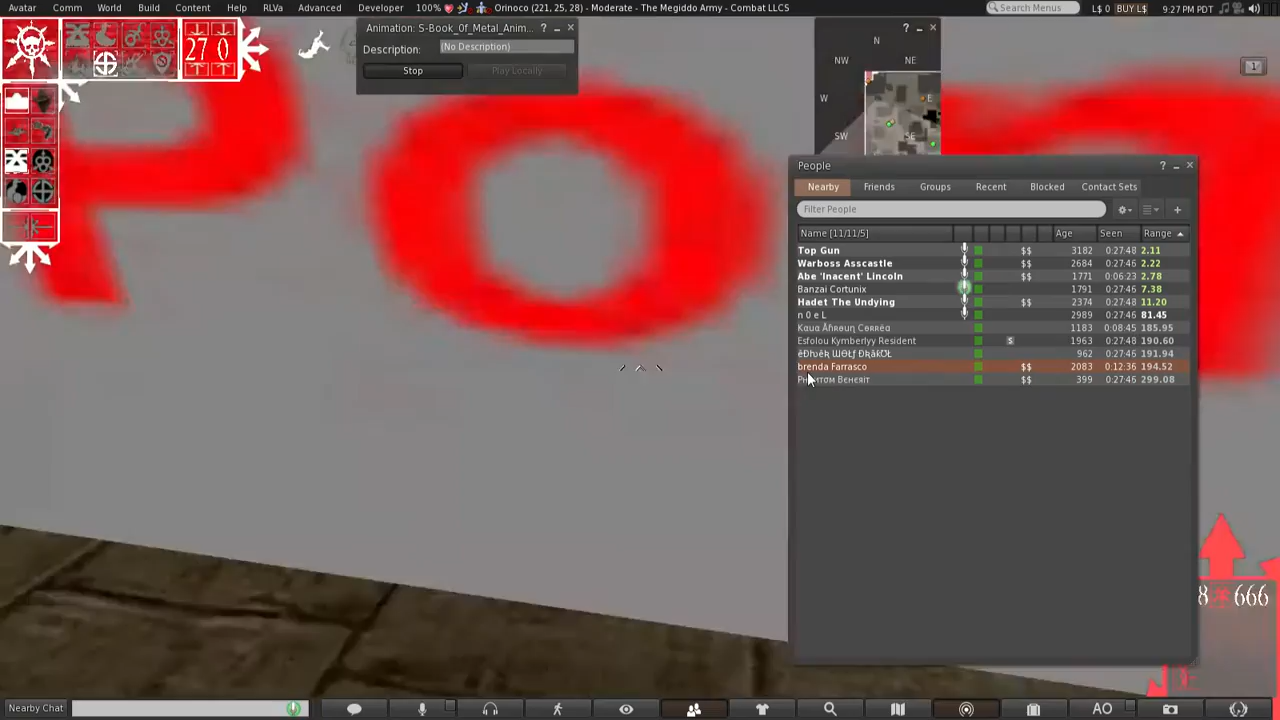 Avatar Comm World Build Content Help RLVa Advanced Developer 100% Orinoco (221, 25, 28) - Moderate - The Megiddo Army - Combat LLCS Search Menus L$ 0 BUY L$ 9:27 PM PDT
27 0
Animation: S-Book_Of_Metal_Anim...
Description: (No Description)
Stop Play Locally
N
NW NE
W E
SW SE
1
R O
People
Nearby Friends Groups Recent Blocked Contact Sets
Filter People
Name [11/11/5] Age Seen Range
Top Gun $$ 3182 0:27:48 2.11
Warboss Asscastle $$ 2684 0:27:46 2.22
Abe 'Inacent' Lincoln $$ 1771 0:06:23 2.78
Banzai Cortunix 1791 0:27:46 7.38
Hadet The Undying $$ 2374 0:27:48 11.20
n 0 e L 2989 0:27:46 81.45
1183 0:08:45 185.95
Esfolou Kymberlyy Resident S 1963 0:27:48 190.60
962 0:27:46 191.94
brenda Farrasco $$ 2083 0:12:36 194.52
399 0:27:46 299.08
8 666
Nearby Chat AO